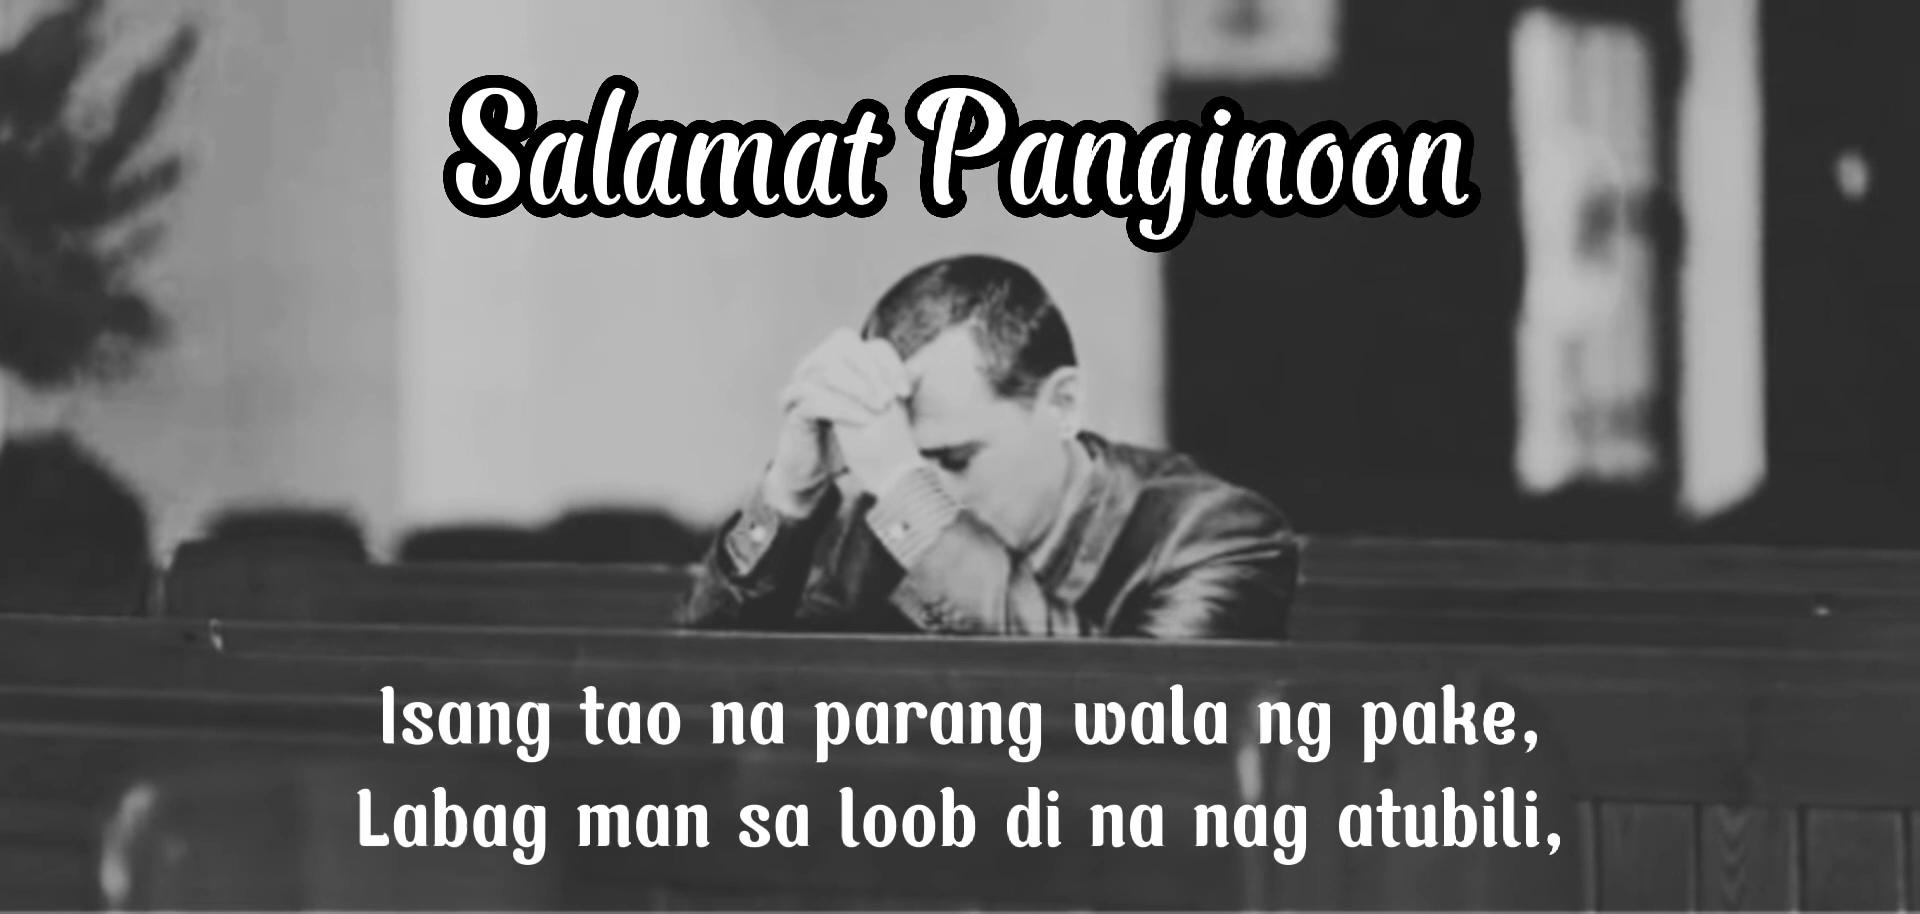 Salamat Panginoon
Isang tao na parang wala ng pake,
Labag man sa loob di na nag atubili,